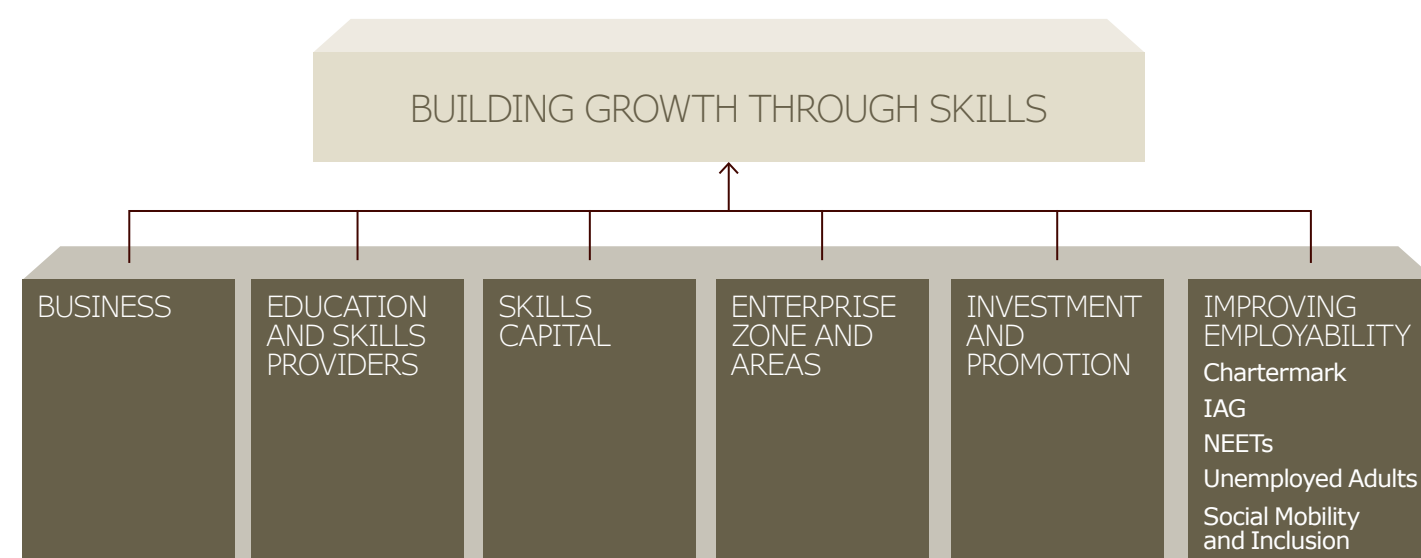 BUILDING GROWTH THROUGH SKILLS
BUSINESS
EDUCATION
AND SKILLS
PROVIDERS
SKILLS
CAPITAL
ENTERPRISE
ZONE AND
AREAS
INVESTMENT
AND
PROMOTION
IMPROVING
EMPLOYABILITY
Chartermark
IAG
NEETs
Unemployed Adults
Social Mobility
and Inclusion